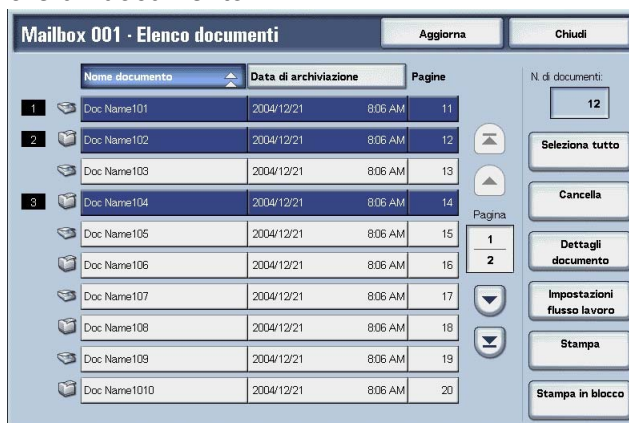 Mailbox 001 - Elenco documenti Aggiorna Chiudi
Nome documento Data di archiviazione Pagine N. di documenti:
12
1 Doc Name101 2004/12/21 8:06 AM 11
2 Doc Name102 2004/12/21 8:06 AM 12
Doc Name103 2004/12/21 8:06 AM 13
3 Doc Name104 2004/12/21 8:06 AM 14
Doc Name105 2004/12/21 8:06 AM 15
Doc Name106 2004/12/21 8:06 AM 16
Doc Name107 2004/12/21 8:06 AM 17
Doc Name108 2004/12/21 8:06 AM 18
Doc Name109 2004/12/21 8:06 AM 19
Doc Name1010 2004/12/21 8:06 AM 20
Pagina
1
2
Seleziona tutto
Cancella
Dettagli
documento
Impostazioni
flusso lavoro
Stampa
Stampa in blocco